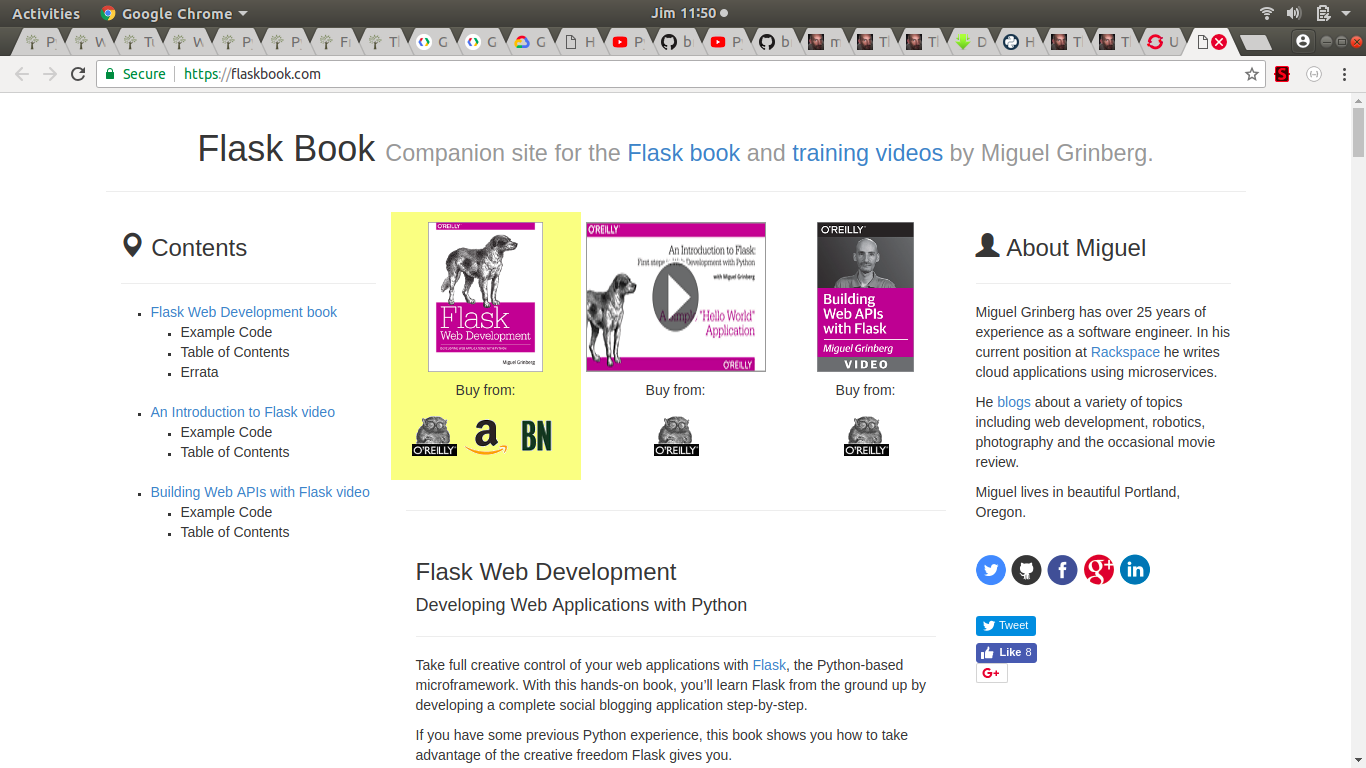 Activities
Google Chrome
Jim 11:50
Secure
https://flaskbook.com
Flask Book Companion site for the Flask book and training videos by Miguel Grinberg.
Contents
Flask Web Development book
Example Code
Table of Contents
Errata
An Introduction to Flask video
Example Code
Table of Contents
Building Web APIs with Flask video
Example Code
Table of Contents
O'REILLY
Flask
Web Development
Miguel Grinberg
Buy from:
O'REILLY
a
BN
O'REILLY
An Introduction to Flask:
First steps to Web Development with Python
with Miguel Grinberg
A Simple "Hello World"
Application
O'REILLY
Buy from:
O'REILLY
O'REILLY
Building
Web APIs
with Flask
Miguel Grinberg
VIDEO
Buy from:
O'REILLY
Flask Web Development
Developing Web Applications with Python
Take full creative control of your web applications with Flask, the Python-based
microframework. With this hands-on book, you’ll learn Flask from the ground up by
developing a complete social blogging application step-by-step.
If you have some previous Python experience, this book shows you how to take
advantage of the creative freedom Flask gives you.
About Miguel
Miguel Grinberg has over 25 years of
experience as a software engineer. In his
current position at Rackspace he writes
cloud applications using microservices.
He blogs about a variety of topics
including web development, robotics,
photography and the occasional movie
review.
Miguel lives in beautiful Portland,
Oregon.
Tweet
Like 8
G+